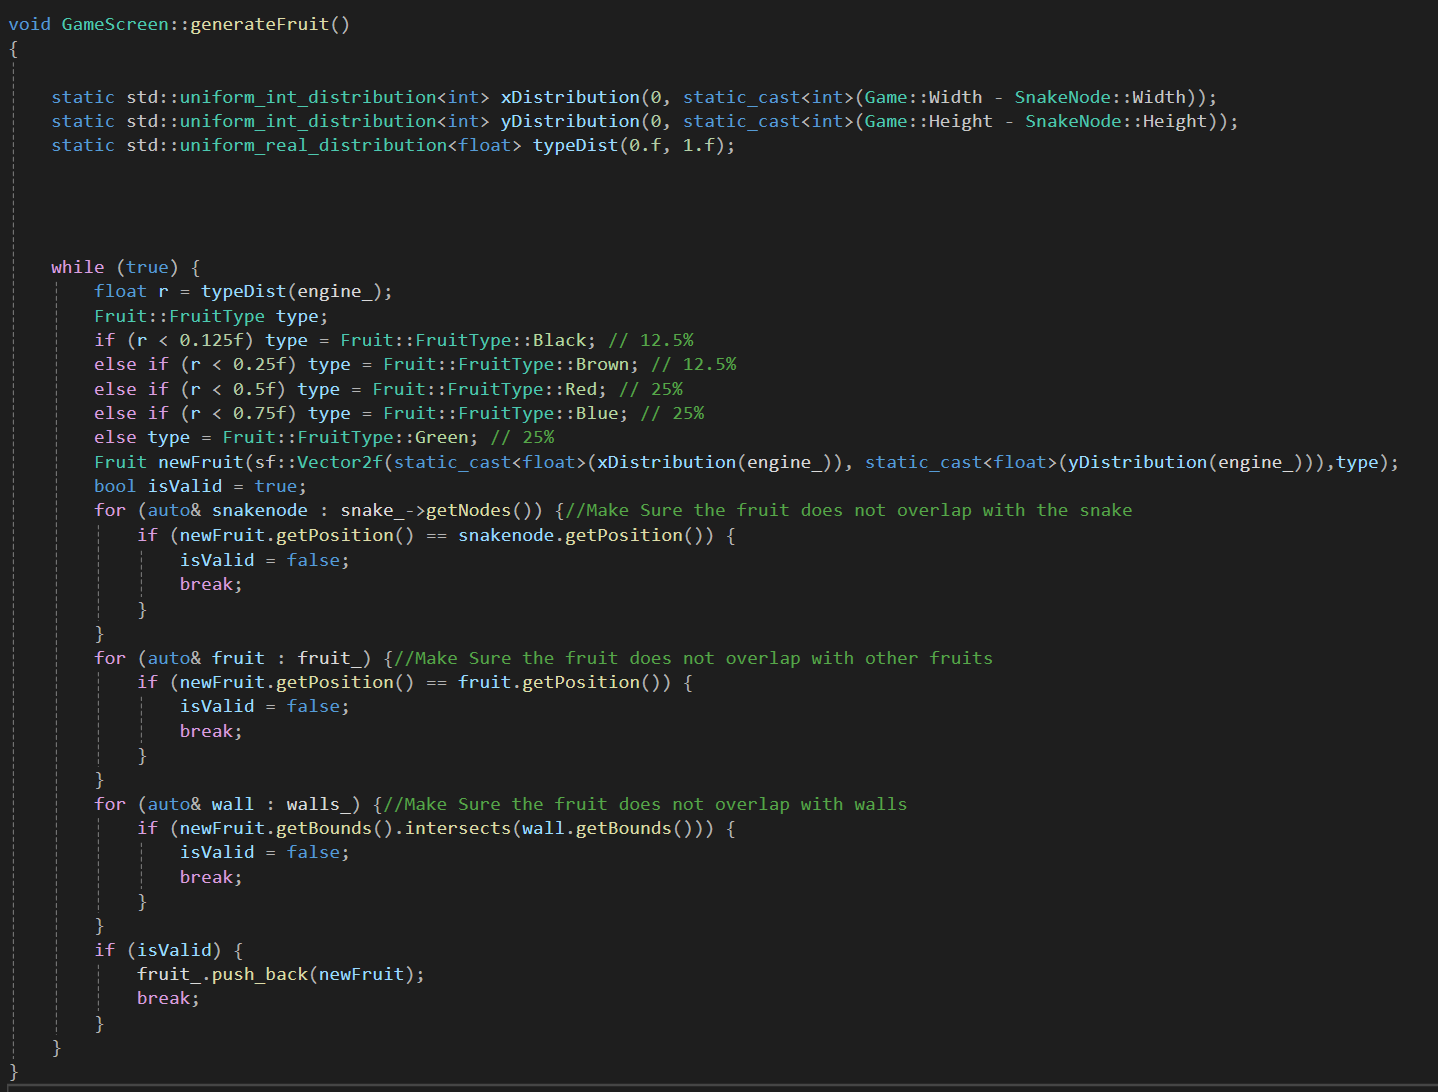 void GameScreen::generateFruit()
{
static std::uniform_int_distribution<int> xDistribution(0, static_cast<int>(Game::Width - SnakeNode::Width));
static std::uniform_int_distribution<int> yDistribution(0, static_cast<int>(Game::Height - SnakeNode::Height));
static std::uniform_real_distribution<float> typeDist(0.f, 1.f);
while (true) {
float r = typeDist(engine_);
Fruit::FruitType type;
if (r < 0.125f) type = Fruit::FruitType::Black; // 12.5%
else if (r < 0.25f) type = Fruit::FruitType::Brown; // 12.5%
else if (r < 0.5f) type = Fruit::FruitType::Red; // 25%
else if (r < 0.75f) type = Fruit::FruitType::Blue; // 25%
else type = Fruit::FruitType::Green; // 25%
Fruit newFruit(sf::Vector2f(static_cast<float>(xDistribution(engine_)), static_cast<float>(yDistribution(engine_))),type);
bool isValid = true;
for (auto& snakenode : snake_->getNodes()) {//Make Sure the fruit does not overlap with the snake
if (newFruit.getPosition() == snakenode.getPosition()) {
isValid = false;
break;
}
}
for (auto& fruit : fruit_) {//Make Sure the fruit does not overlap with other fruits
if (newFruit.getPosition() == fruit.getPosition()) {
isValid = false;
break;
}
}
for (auto& wall : walls_) {//Make Sure the fruit does not overlap with walls
if (newFruit.getBounds().intersects(wall.getBounds())) {
isValid = false;
break;
}
}
if (isValid) {
fruit_.push_back(newFruit);
break;
}
}
}